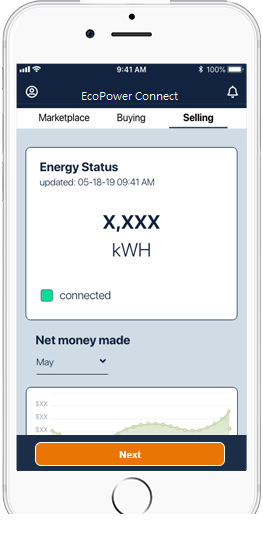 9:41 AM
100%
EcoPower Connect
Marketplace Buying Selling
Energy Status
updated: 05-18-19 09:41 AM
X,XXX
kWH
connected
Net money made
May
$XX
$XX
$XX
Next